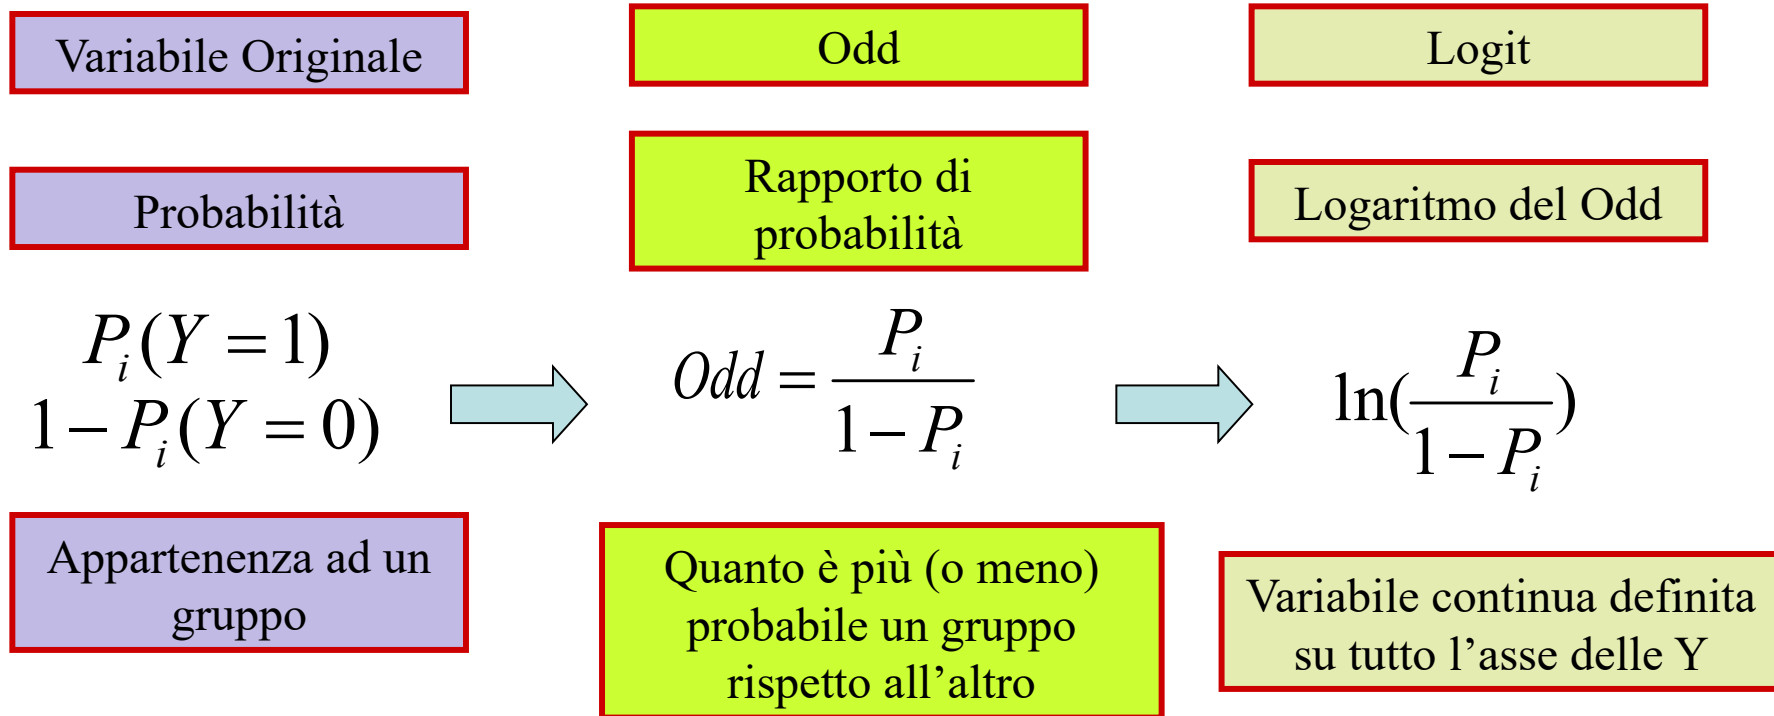 Variabile Originale
Odd
Logit
Probabilità
Rapporto di
probabilità
Logaritmo del Odd
P_i(Y = 1)
1 − P_i(Y = 0)
Odd = P_i / (1 − P_i)
ln(P_i / (1 − P_i))
Appartenenza ad un
gruppo
Quanto è più (o meno)
probabile un gruppo
rispetto all’altro
Variabile continua definita
su tutto l’asse delle Y